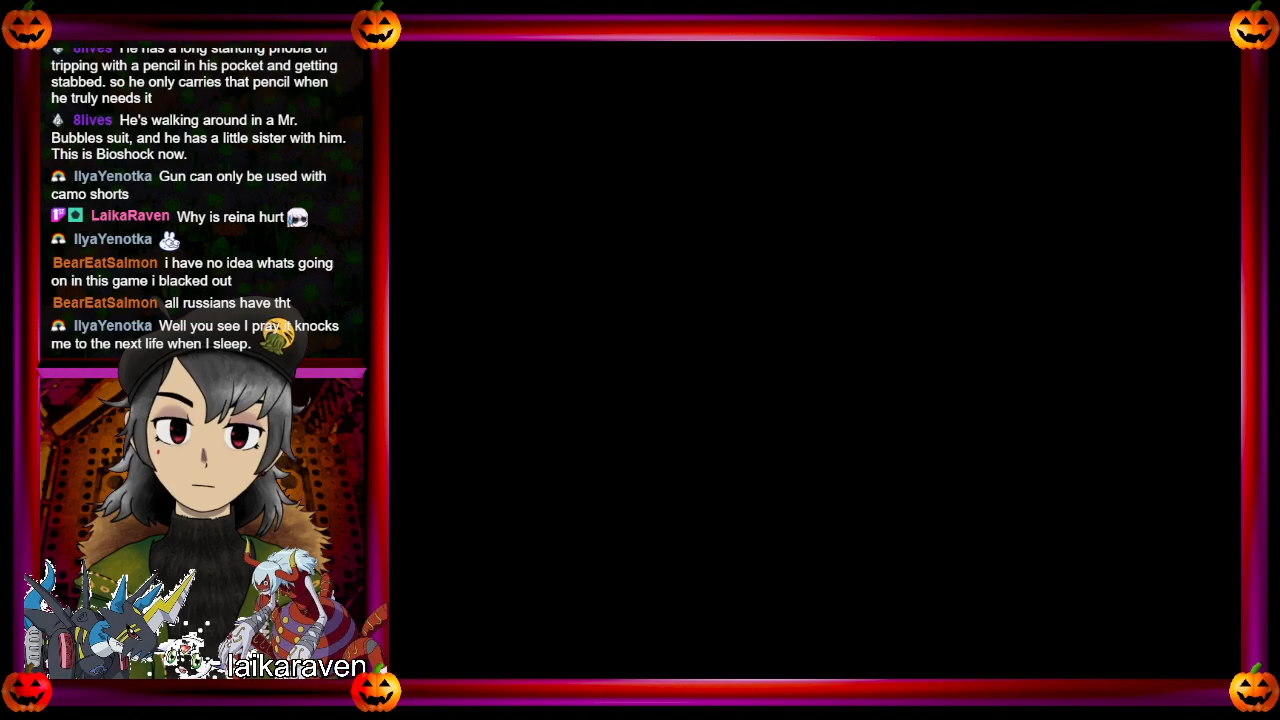 8lives He has a long standing phobia of
tripping with a pencil in his pocket and getting
stabbed. so he only carries that pencil when
he truly needs it
8lives He's walking around in a Mr.
Bubbles suit, and he has a little sister with him.
This is Bioshock now.
IlyaYenotka Gun can only be used with
camo shorts
LaikaRaven Why is reina hurt
IlyaYenotka
BearEatSalmon i have no idea whats going
on in this game i blacked out
BearEatSalmon all russians have tht
IlyaYenotka Well you see I pray it knocks
me to the next life when I sleep.
laikaraven